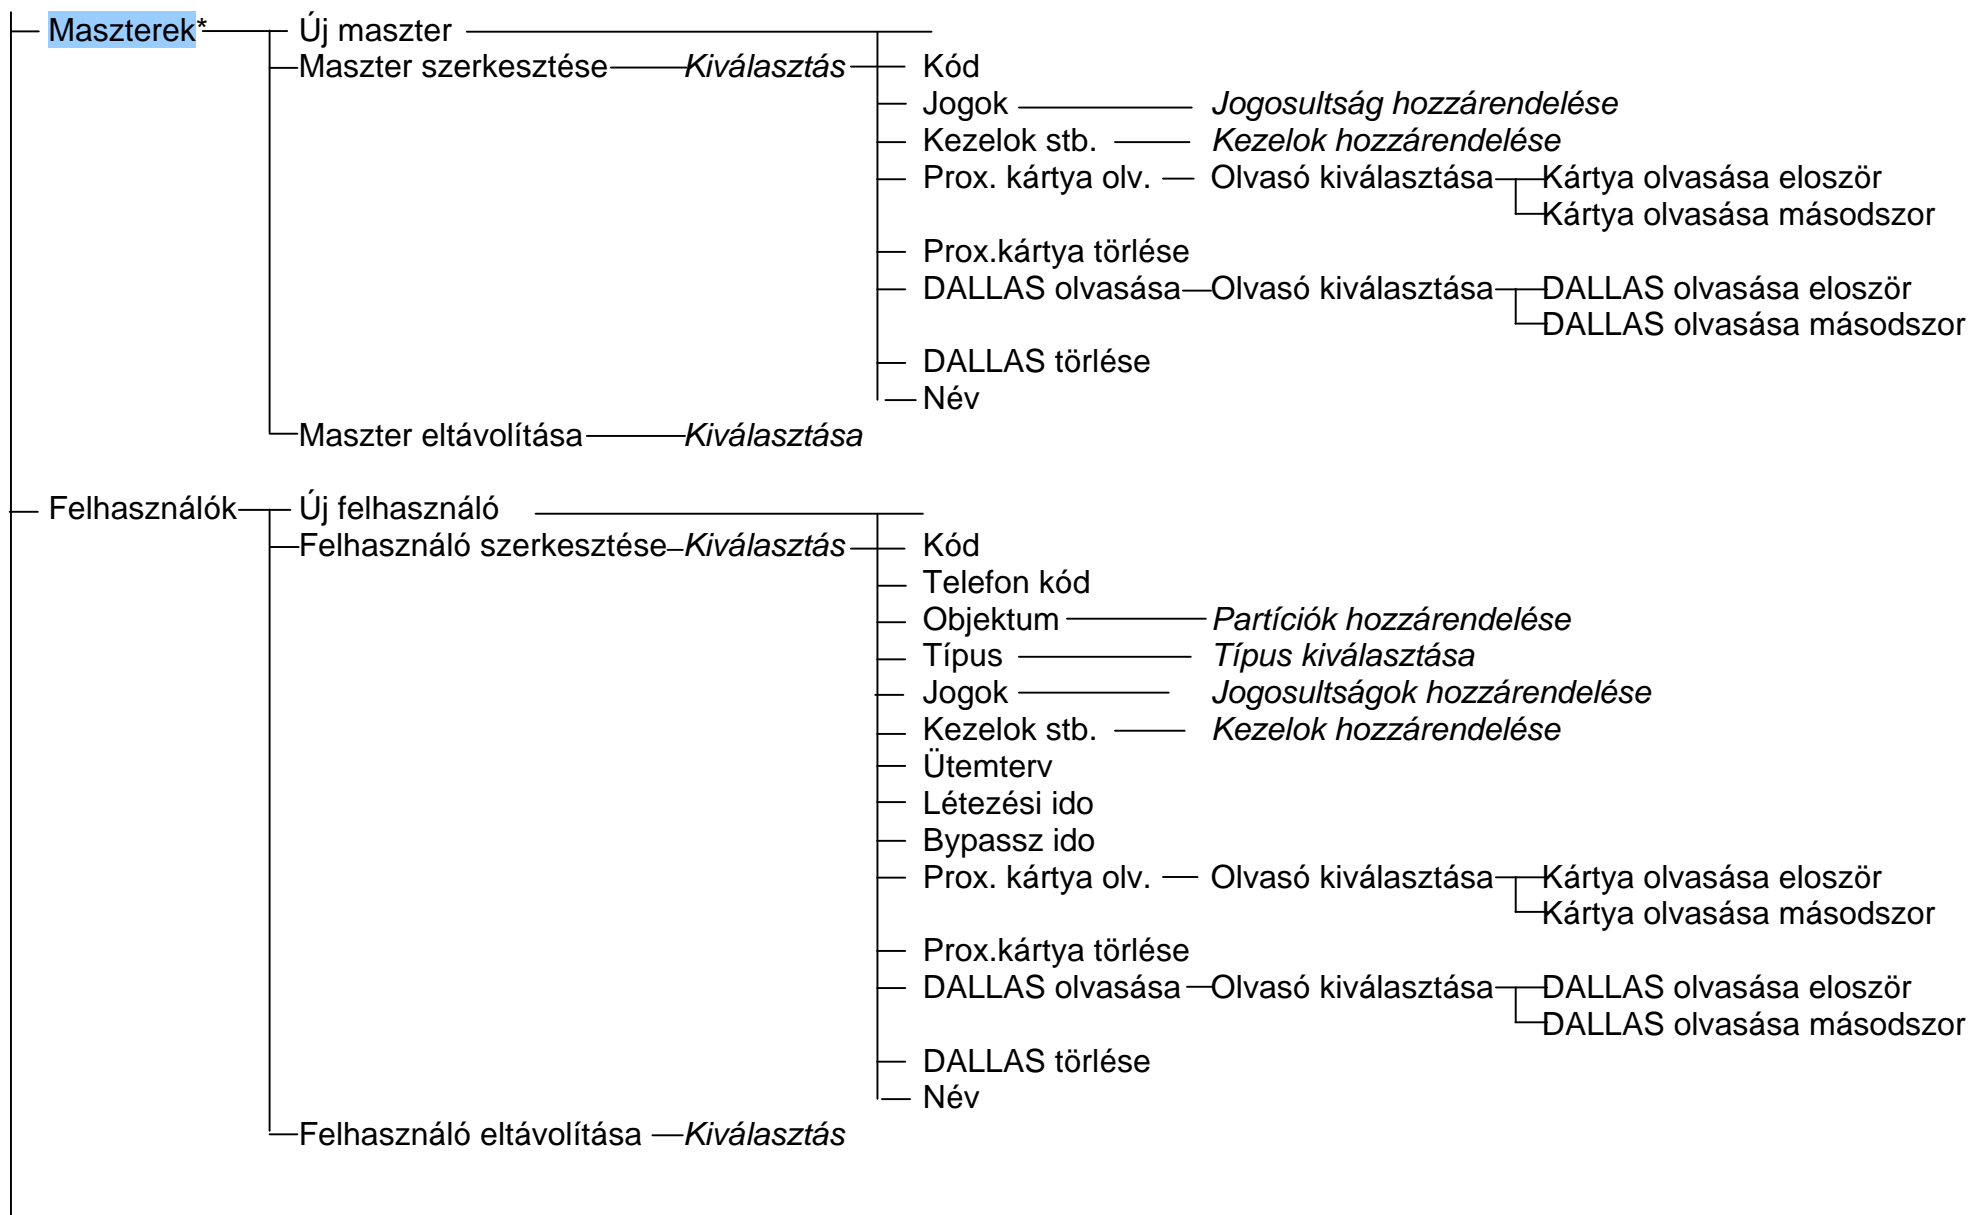 Maszterek* Új maszter
Maszter szerkesztése Kiválasztás Kód
Jogok Jogosultság hozzárendelése
Kezelok stb. Kezelok hozzárendelése
Prox. kártya olv. Olvasó kiválasztása Kártya olvasása eloször
Kártya olvasása másodszor
Prox.kártya törlése
DALLAS olvasása Olvasó kiválasztása DALLAS olvasása eloször
DALLAS olvasása másodszor
DALLAS törlése
Név
Maszter eltávolítása Kiválasztása
Felhasználók Új felhasználó
Felhasználó szerkesztése Kiválasztás Kód
Telefon kód
Objektum Partíciók hozzárendelése
Típus Típus kiválasztása
Jogok Jogosultságok hozzárendelése
Kezelok stb. Kezelok hozzárendelése
Ütemterv
Létezési ido
Bypassz ido
Prox. kártya olv. Olvasó kiválasztása Kártya olvasása eloször
Kártya olvasása másodszor
Prox.kártya törlése
DALLAS olvasása Olvasó kiválasztása DALLAS olvasása eloször
DALLAS olvasása másodszor
DALLAS törlése
Név
Felhasználó eltávolítása Kiválasztás